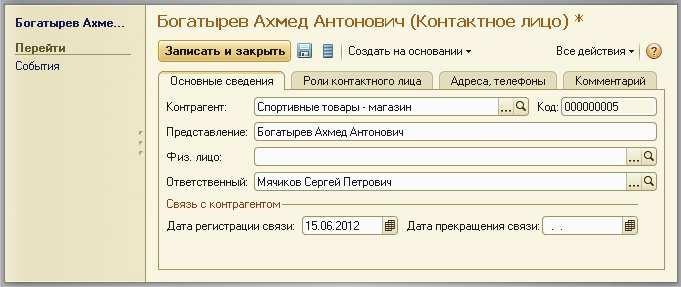 Богатырев Ахме...
Перейти
События
Богатырев Ахмед Антонович (Контактное лицо) *
Записать и закрыть Создать на основании Все действия ?
Основные сведения Роли контактного лица Адреса, телефоны Комментарий
Контрагент: Спортивные товары - магазин ... Код: 000000005
Представление: Богатырев Ахмед Антонович
Физ. лицо: ...
Ответственный: Мячиков Сергей Петрович ...
Связь с контрагентом
Дата регистрации связи: 15.06.2012 Дата прекращения связи: . .